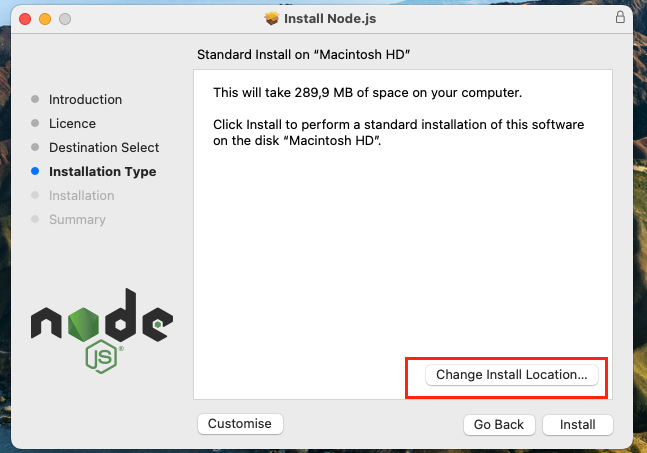 Install Node.js
Standard Install on “Macintosh HD”
Introduction
Licence
Destination Select
Installation Type
Installation
Summary
This will take 289,9 MB of space on your computer.
Click Install to perform a standard installation of this software
on the disk “Macintosh HD”.
node
JS®
Change Install Location...
Customise
Go Back
Install